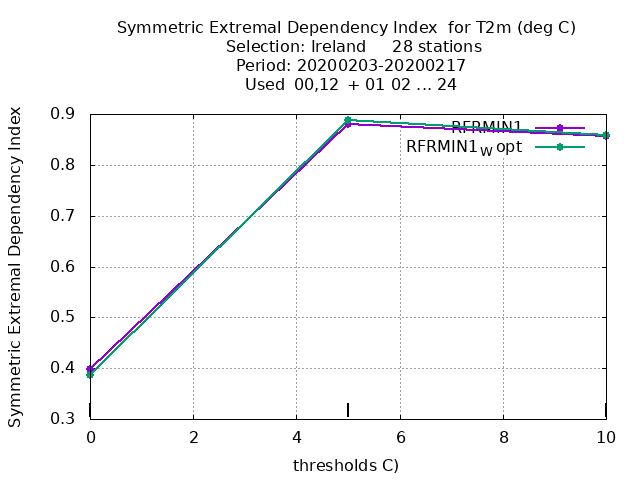 Symmetric Extremal Dependency Index for T2m (deg C)
Selection: Ireland 28 stations
Period: 20200203-20200217
Used 00,12 + 01 02 ... 24
Symmetric Extremal Dependency Index
0.9
0.8
0.7
0.6
0.5
0.4
0.3
RFRMIN1
RFRMIN1W opt
0 2 4 6 8 10
thresholds C)